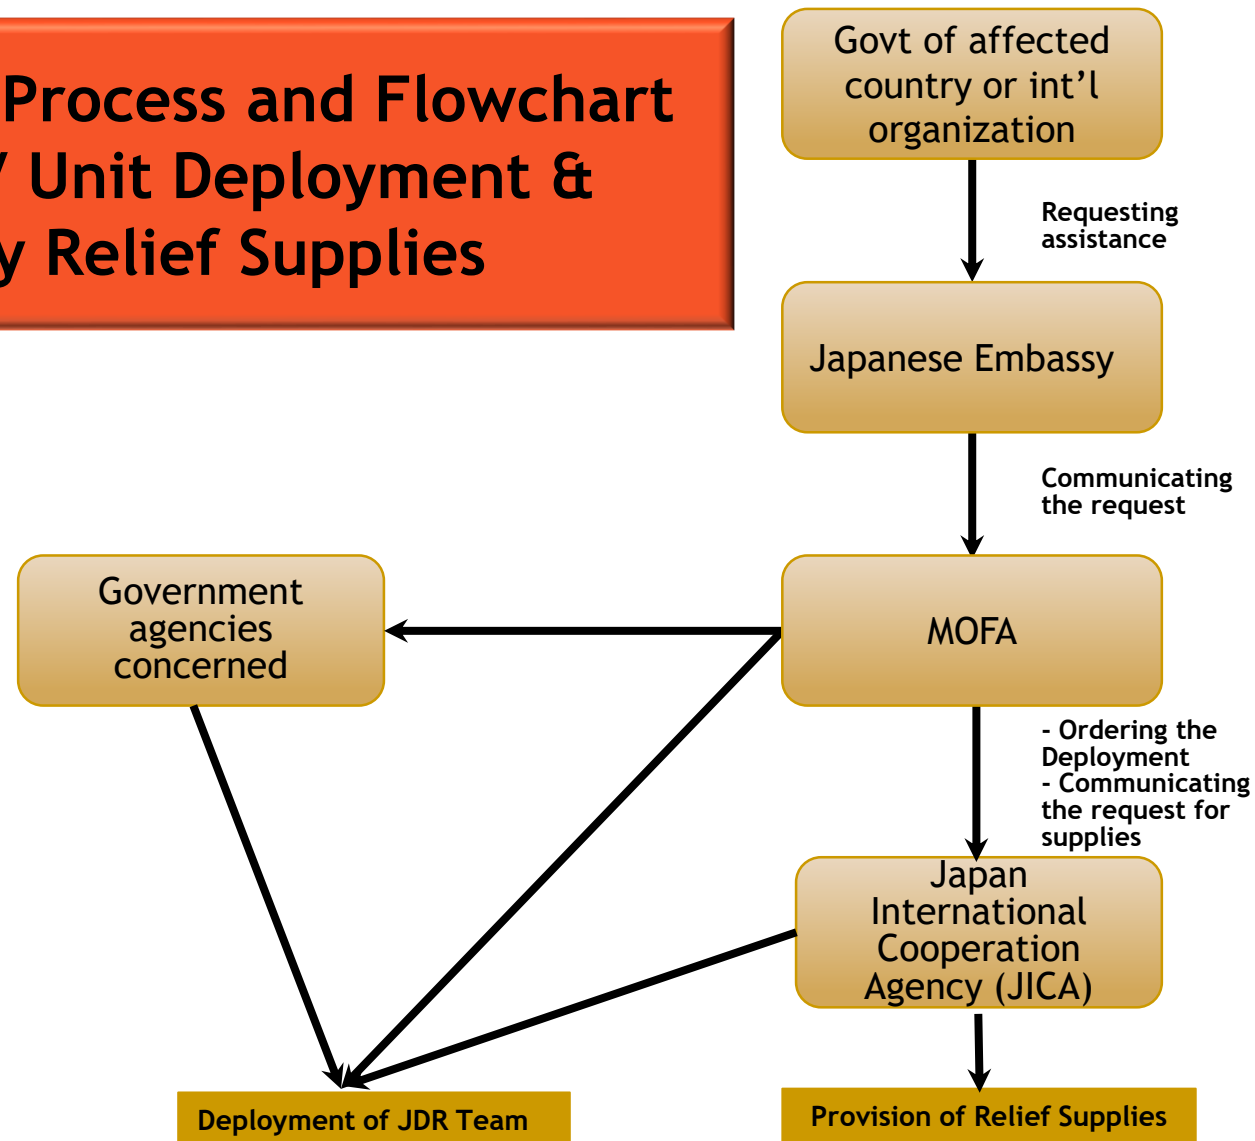 Process and Flowchart
Unit Deployment &
Relief Supplies
Govt of affected
country or int'l
organization
Requesting
assistance
Japanese Embassy
Communicating
the request
Government
agencies
concerned
MOFA
- Ordering the
Deployment
- Communicating
the request for
supplies
Japan
International
Cooperation
Agency (JICA)
Deployment of JDR Team
Provision of Relief Supplies